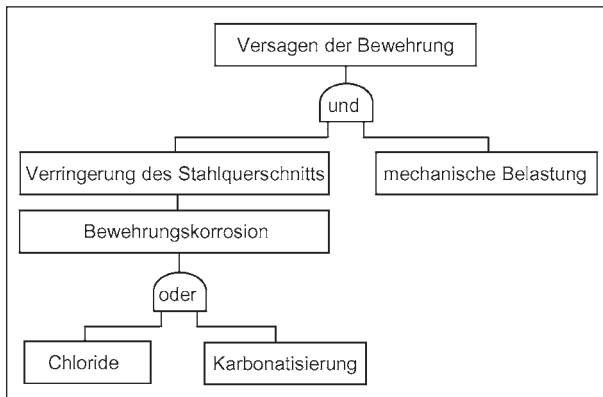 Versagen der Bewehrung
und
Verringerung des Stahlquerschnitts
mechanische Belastung
Bewehrungskorrosion
oder
Chloride
Karbonatisierung